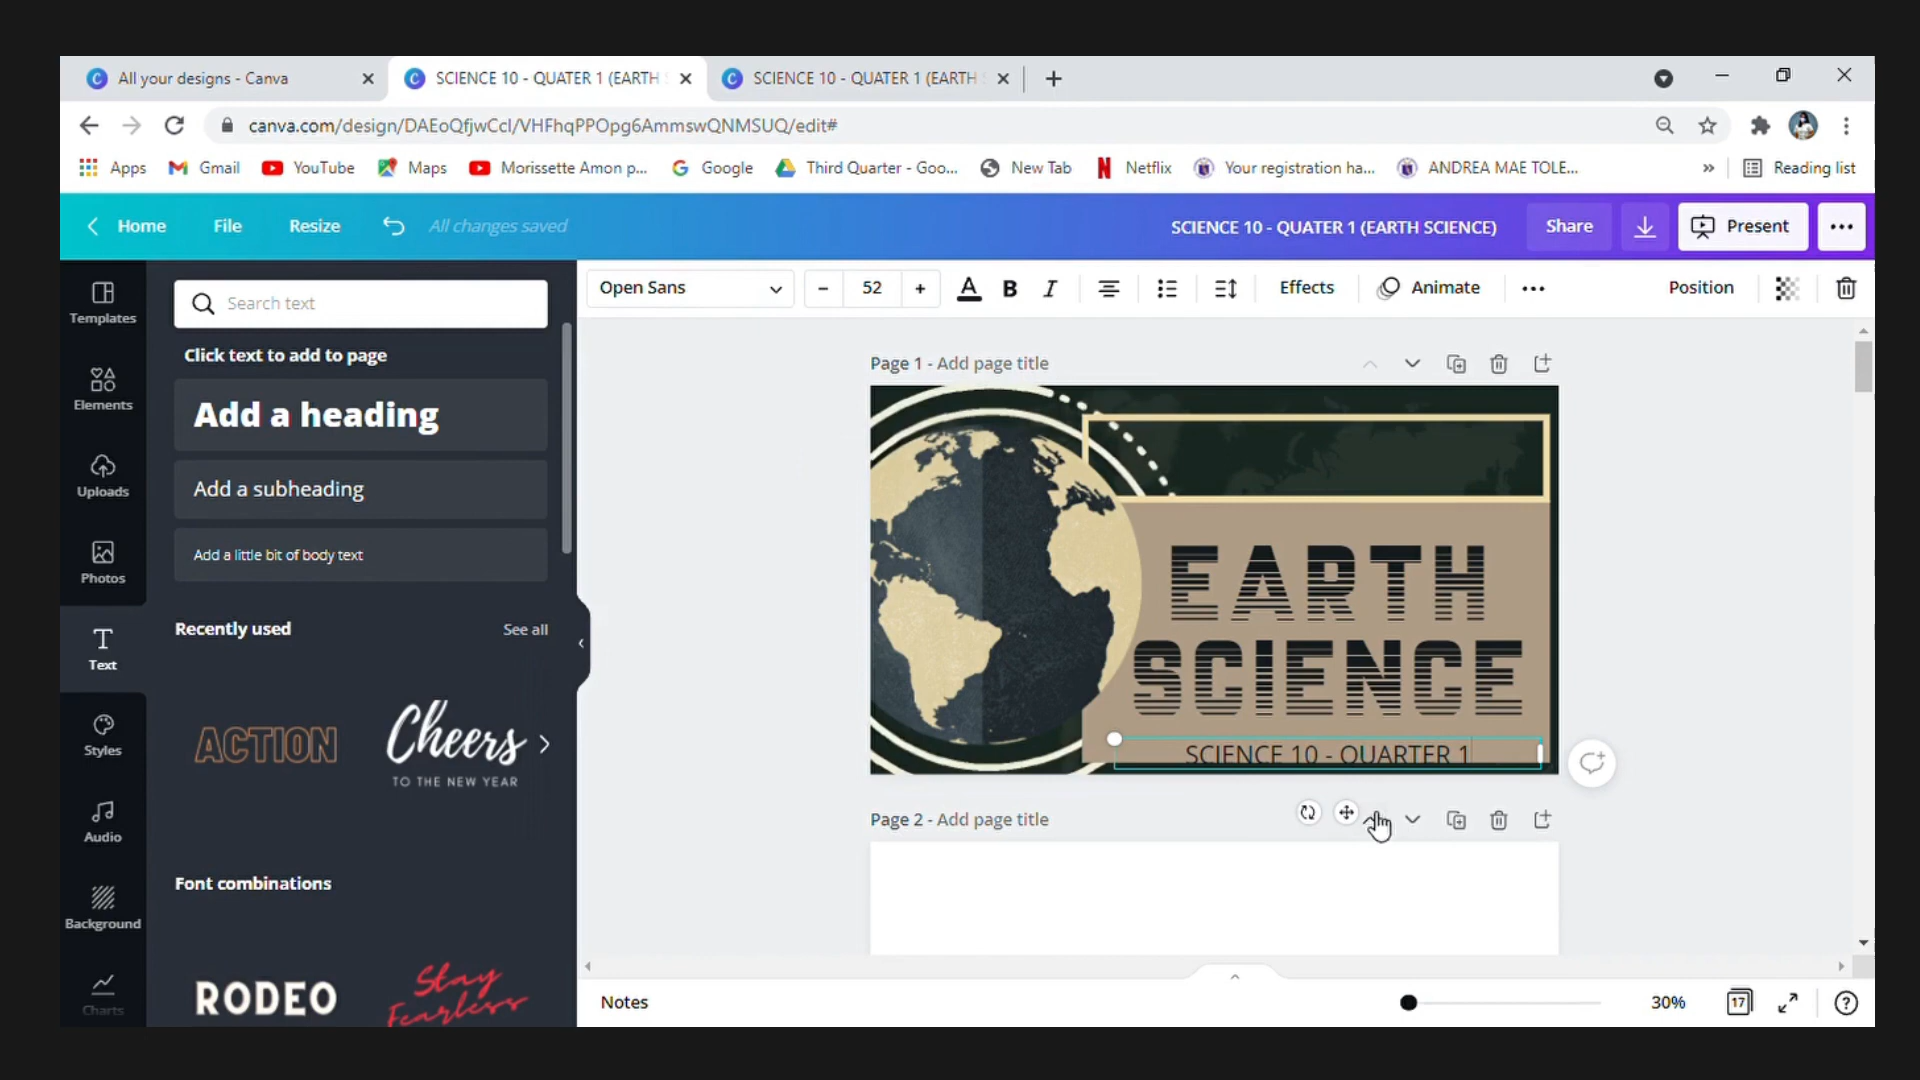 All your designs - Canva
SCIENCE 10 - QUATER 1 (EARTH
SCIENCE 10 - QUATER 1 (EARTH
canva.com/design/DAEoQfjwCcI/VHFhqPPOpg6AmmswQNMSUQ/edit#
Apps
Gmail
YouTube
Maps
Morissette Amon p...
Google
Third Quarter - Goo...
New Tab
Netflix
Your registration ha...
ANDREA MAE TOLE...
Reading list
Home
File
Resize
All changes saved
SCIENCE 10 - QUATER 1 (EARTH SCIENCE)
Share
Present
Open Sans
52
Effects
Animate
Position
Templates
Elements
Uploads
Photos
Text
Styles
Audio
Background
Charts
Search text
Click text to add to page
Add a heading
Add a subheading
Add a little bit of body text
Recently used
See all
ACTION
Cheers
TO THE NEW YEAR
Font combinations
RODEO
Stay
Fearless
Page 1 - Add page title
EARTH
SCIENCE
SCIENCE 10 - QUARTER 1
Page 2 - Add page title
Notes
30%
17